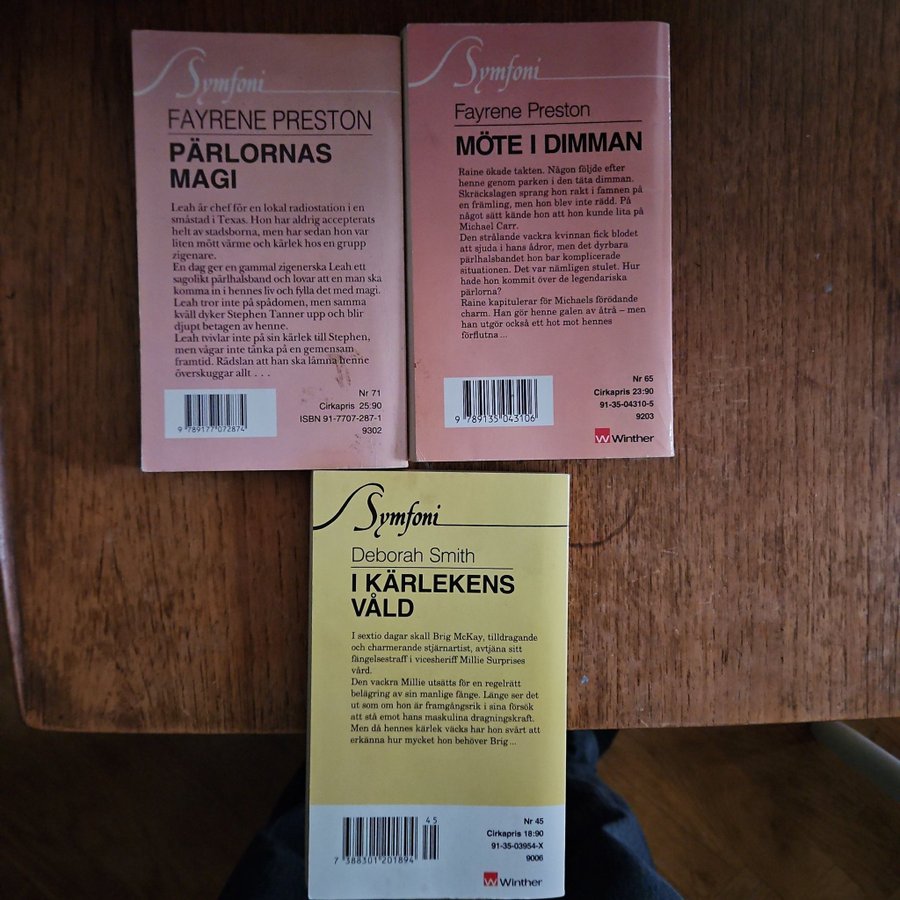 Symfoni
FAYRENE PRESTON
PÄRLORNAS
MAGI
Leah är chef för en lokal radiostation i en
småstad i Texas. Hon har aldrig accepterats
helt av stadsborna, men har sedan hon var
liten mött värme och kärlek hos en grupp
zigenare.
En dag ger en gammal zigenerska Leah ett
sagolikt pärlhalsband och lovar att en man ska
komma in i hennes liv och fylla det med magi.
Leah tror inte på spådomen, men samma
kväll dyker Stephen Tanner upp och blir
djupt betagen av henne.
Leah tvivlar inte på sin kärlek till Stephen,
men vågar inte tänka på en gemensam
framtid. Rädslan att han ska lämna henne
överskuggar allt . . .
Nr 71
Cirkapris 25:90
ISBN 91-7707-287-1
9302
9 789177 072874
Symfoni
Fayrene Preston
MÖTE I DIMMAN
Raine ökade takten. Någon följde efter
henne genom parken i den täta dimman.
Skräckslagen sprang hon rakt i famnen på
en främling, men hon blev inte rädd. På
något sätt kände hon att hon kunde lita på
Michael Carr.
Den strålande vackra kvinnan fick blodet
att sjuda i hans ådror, men det dyrbara
pärlhalsbandet hon bar komplicerade
situationen. Det var nämligen stulet. Hur
hade hon kommit över de legendariska
pärlorna?
Raine kapitulerar för Michaels förödande
charm. Han gör henne galen av åtrå – men
han utgör också ett hot mot hennes
förflutna ...
Nr 65
Cirkapris 23:90
91-35-04310-5
9203
9 789135 043106
W Winther
Symfoni
Deborah Smith
I KÄRLEKENS
VÅLD
I sextio dagar skall Brig McKay, tilldragande
och charmerande stjärnartist, avtjäna sitt
fängelsestraff i vicesheriff Millie Surprises
vård.
Den vackra Millie utsätts för en regelrätt
belägring av sin manlige fånge. Länge ser det
ut som om hon är framgångsrik i sina försök
att stå emot hans maskulina dragningskraft.
Men då hennes kärlek väcks har hon svårt att
erkänna hur mycket hon behöver Brig ...
45
7 388301 201894
Nr 45
Cirkapris 18:90
91-35-03954-X
9006
W Winther